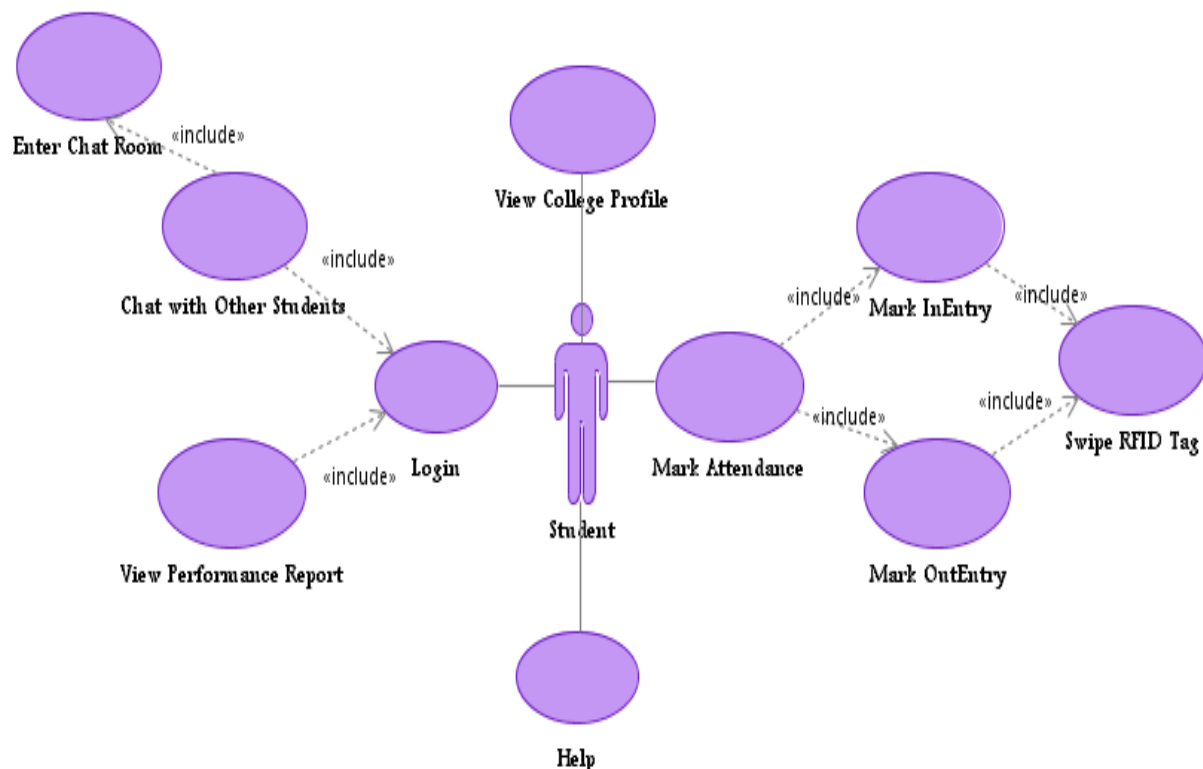 Enter Chat Room
«include»
View College Profile
Chat with Other Students
«include»
«include»
Mark InEntry
«include»
Login
«include»
Mark Attendance
«include»
«include»
Swipe RFID Tag
Student
View Performance Report
Mark OutEntry
Help